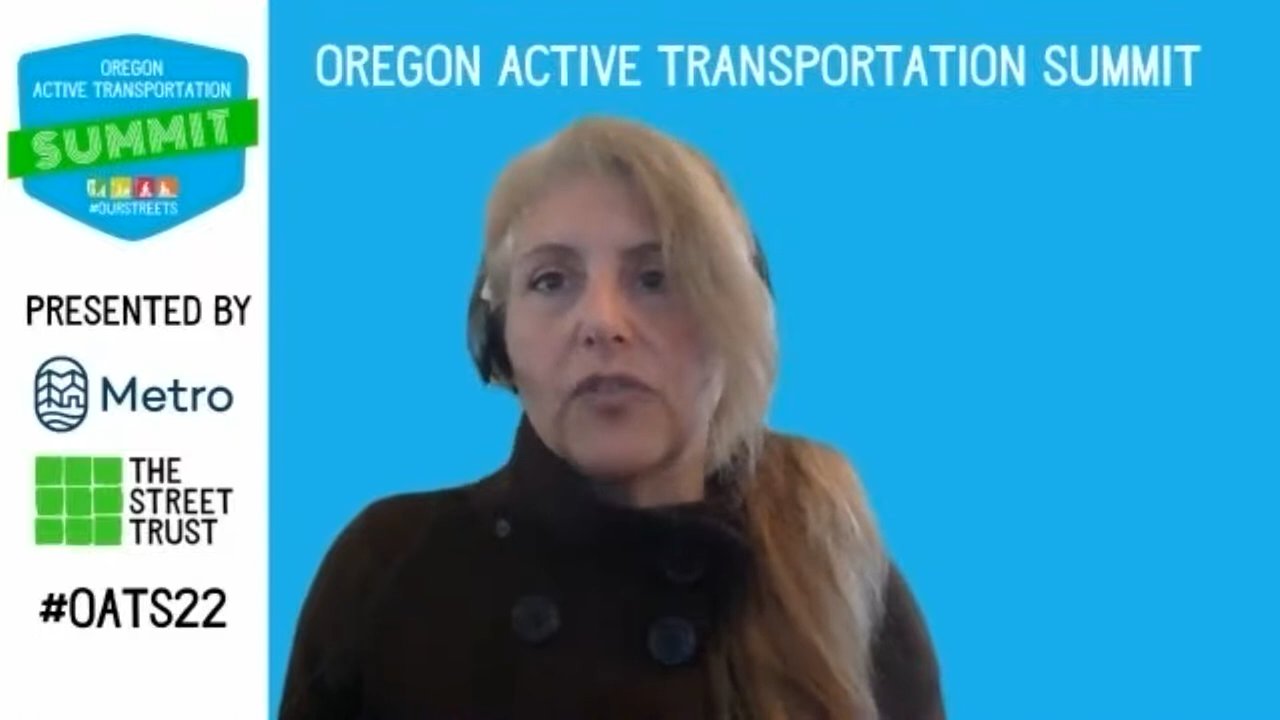 OREGON
ACTIVE TRANSPORTATION
SUMMIT
#OURSTREETS
PRESENTED BY
Metro
THE
STREET
TRUST
#OATS22
OREGON ACTIVE TRANSPORTATION SUMMIT